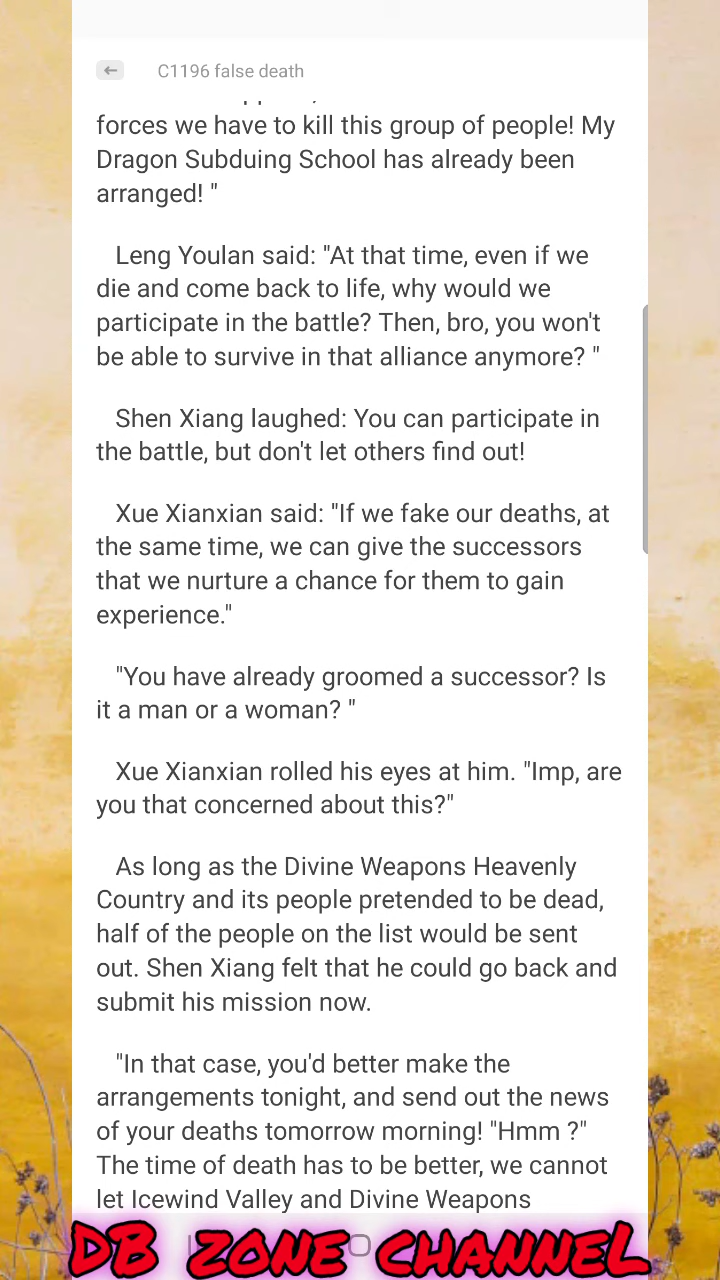 C1196 false death
forces we have to kill this group of people! My
Dragon Subduing School has already been
arranged! "
Leng Youlan said: "At that time, even if we
die and come back to life, why would we
participate in the battle? Then, bro, you won't
be able to survive in that alliance anymore? "
Shen Xiang laughed: You can participate in
the battle, but don't let others find out!
Xue Xianxian said: "If we fake our deaths, at
the same time, we can give the successors
that we nurture a chance for them to gain
experience."
"You have already groomed a successor? Is
it a man or a woman? "
Xue Xianxian rolled his eyes at him. "Imp, are
you that concerned about this?"
As long as the Divine Weapons Heavenly
Country and its people pretended to be dead,
half of the people on the list would be sent
out. Shen Xiang felt that he could go back and
submit his mission now.
"In that case, you'd better make the
arrangements tonight, and send out the news
of your deaths tomorrow morning! "Hmm ?"
The time of death has to be better, we cannot
let Icewind Valley and Divine Weapons
DB ZONE CHANNEL